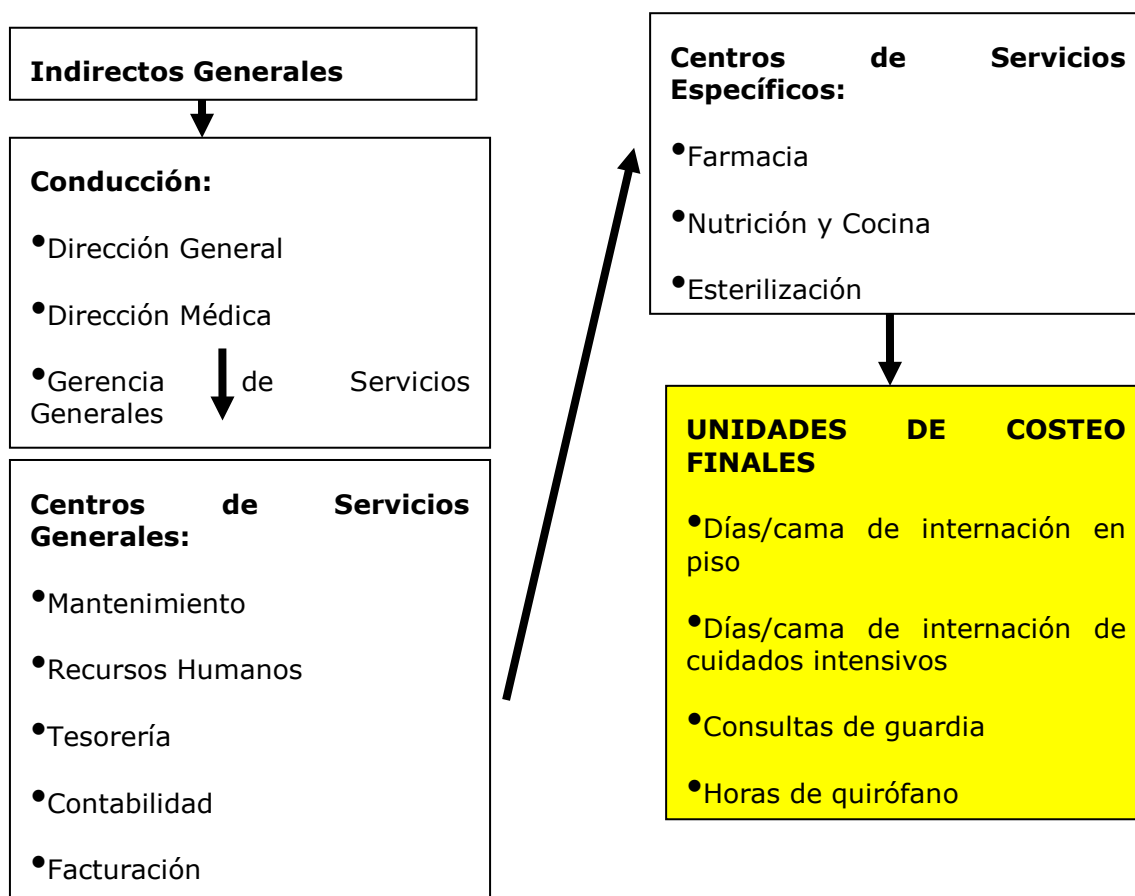 Indirectos Generales
Conducción:
•Dirección General
•Dirección Médica
•Gerencia de Servicios
Generales
Centros de Servicios
Generales:
•Mantenimiento
•Recursos Humanos
•Tesorería
•Contabilidad
•Facturación
Centros de Servicios
Específicos:
•Farmacia
•Nutrición y Cocina
•Esterilización
UNIDADES DE COSTEO
FINALES
•Días/cama de internación en
piso
•Días/cama de internación de
cuidados intensivos
•Consultas de guardia
•Horas de quirófano